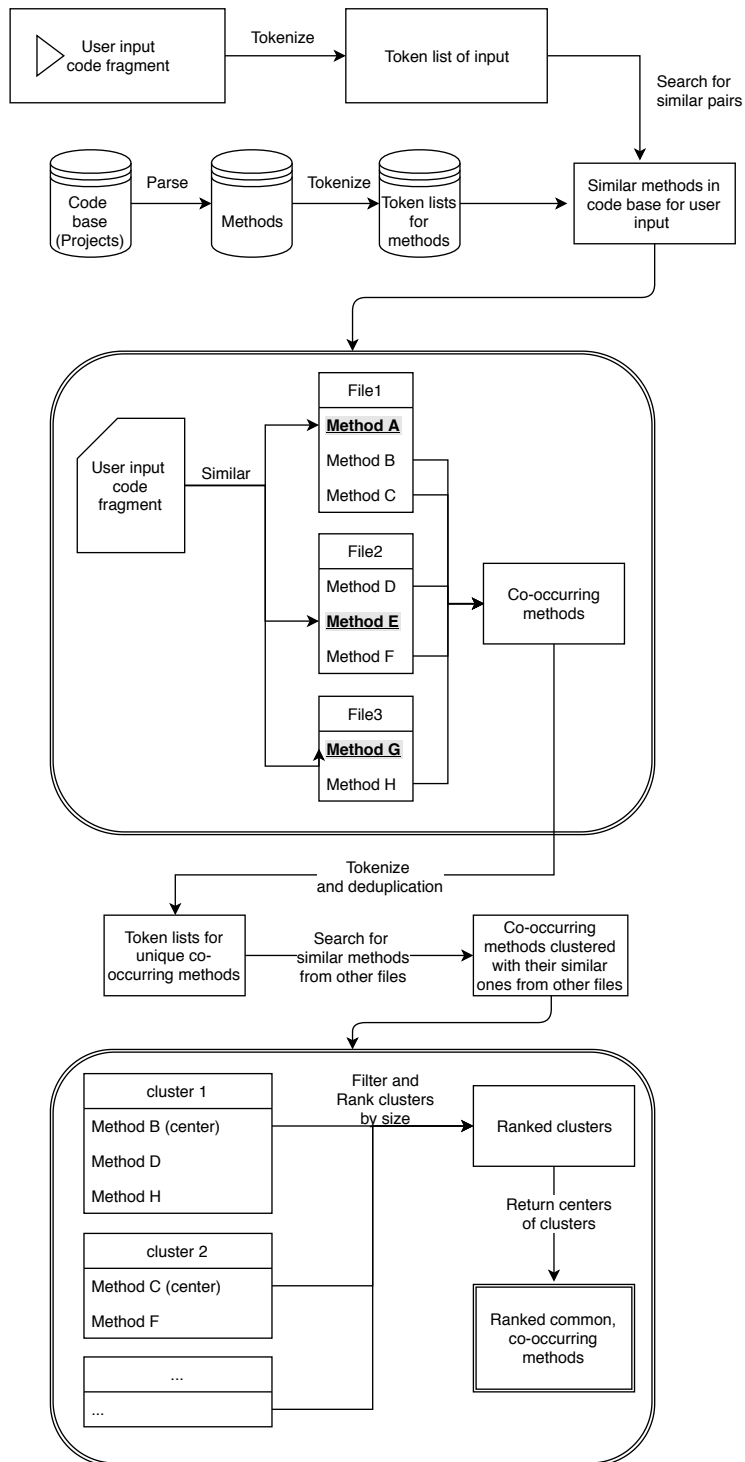 User input
code fragment
Tokenize
Token list of input
Search for
similar pairs
Code
base
(Projects)
Parse
Methods
Tokenize
Token lists
for
methods
Similar methods in
code base for user
input
User input
code
fragment
Similar
File1
Method A
Method B
Method C
File2
Method D
Method E
Method F
File3
Method G
Method H
Co-occurring
methods
Tokenize
and deduplication
Token lists for
unique co-
occurring methods
Search for
similar methods
from other files
Co-occurring
methods clustered
with their similar
ones from other files
cluster 1
Method B (center)
Method D
Method H
cluster 2
Method C (center)
Method F
...
...
Filter and
Rank clusters
by size
Ranked clusters
Return centers
of clusters
Ranked common,
co-occurring
methods